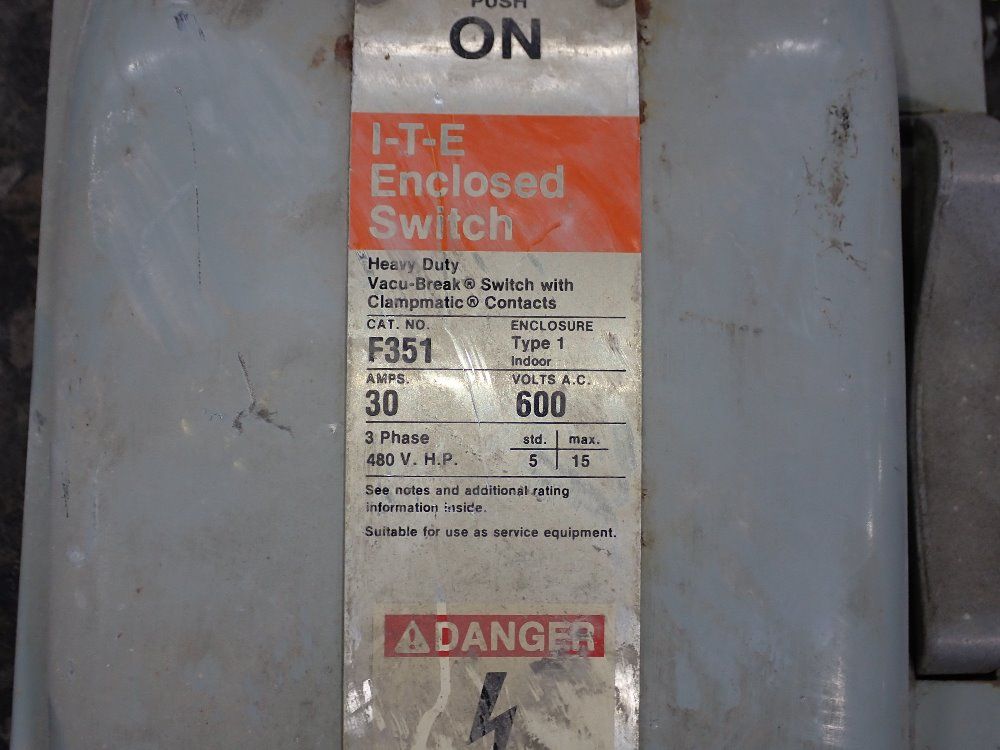 PUSH
ON
I-T-E
Enclosed
Switch
Heavy Duty
Vacu-Break® Switch with
Clampmatic® Contacts
CAT. NO. ENCLOSURE
F351 Type 1
Indoor
AMPS. VOLTS A.C.
30 600
3 Phase std. max.
480 V. H.P. 5 15
See notes and additional rating
information inside.
Suitable for use as service equipment.
DANGER